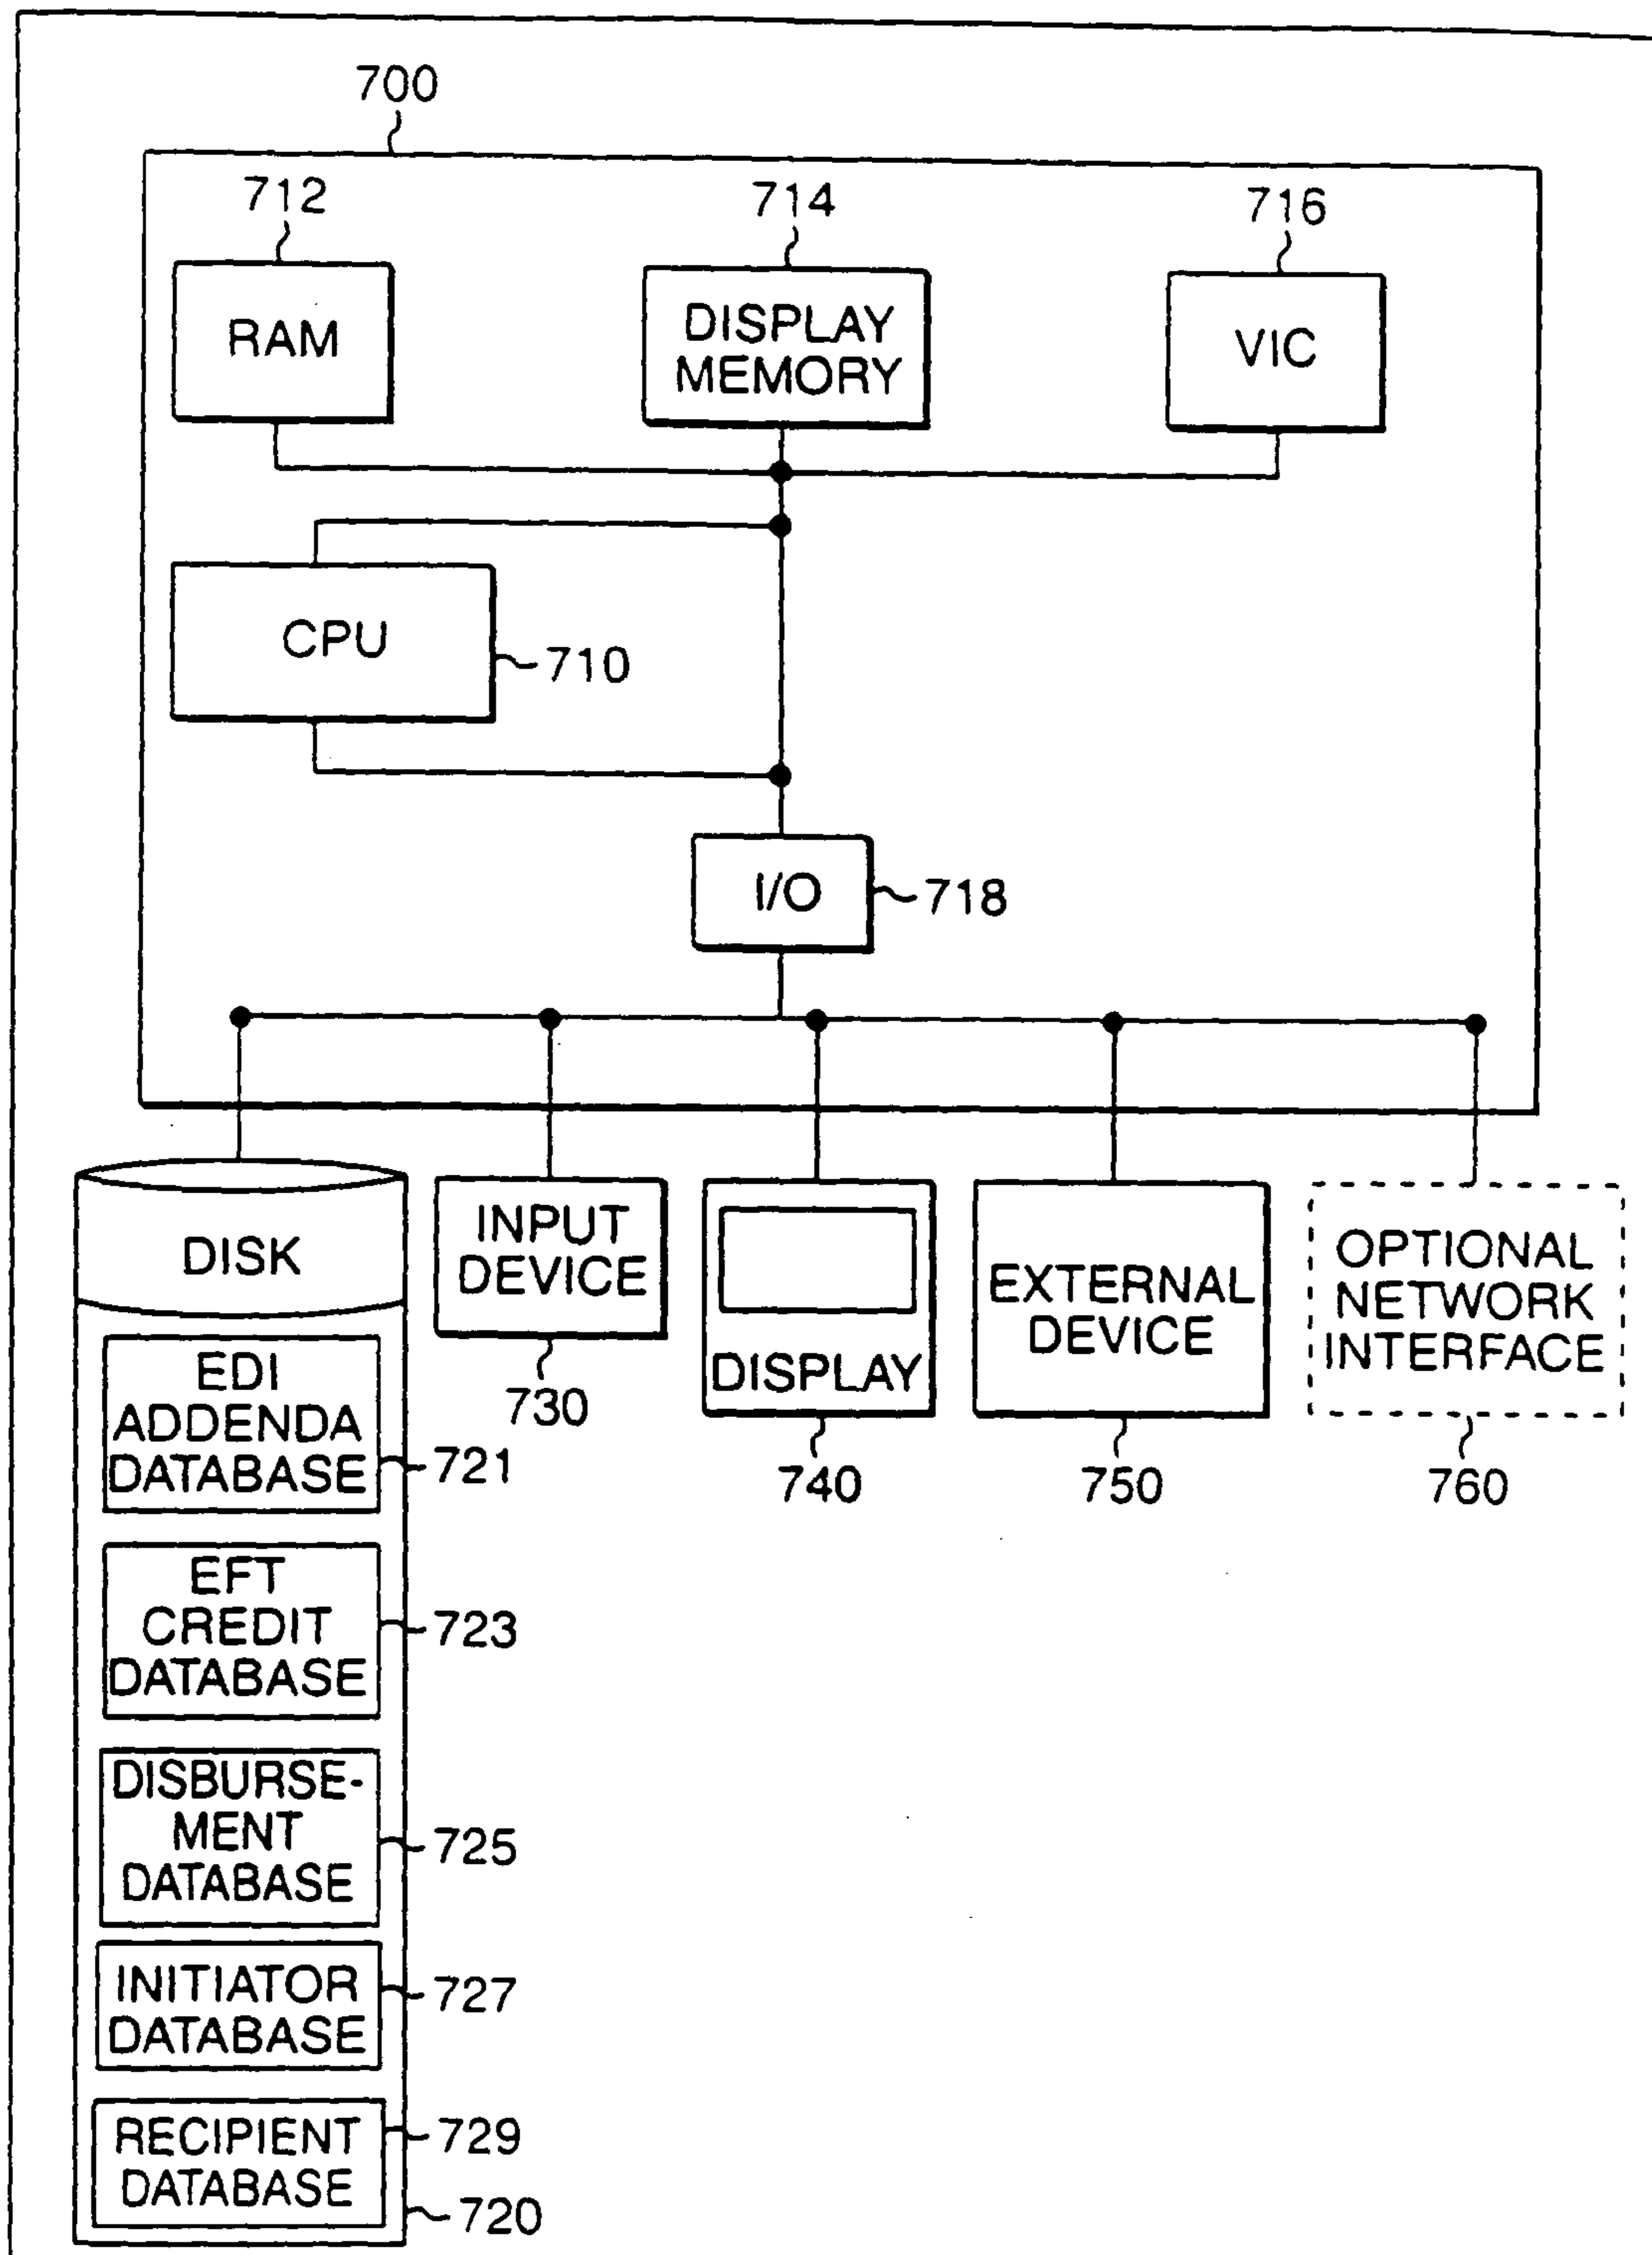 700
712
714
716
RAM
DISPLAY
MEMORY
VIC
CPU
710
I/O
718
DISK
INPUT
DEVICE
730
DISPLAY
740
EXTERNAL
DEVICE
750
OPTIONAL
NETWORK
INTERFACE
760
EDI
ADDENDA
DATABASE
721
EFT
CREDIT
DATABASE
723
DISBURSE-
MENT
DATABASE
725
INITIATOR
DATABASE
727
RECIPIENT
DATABASE
729
720